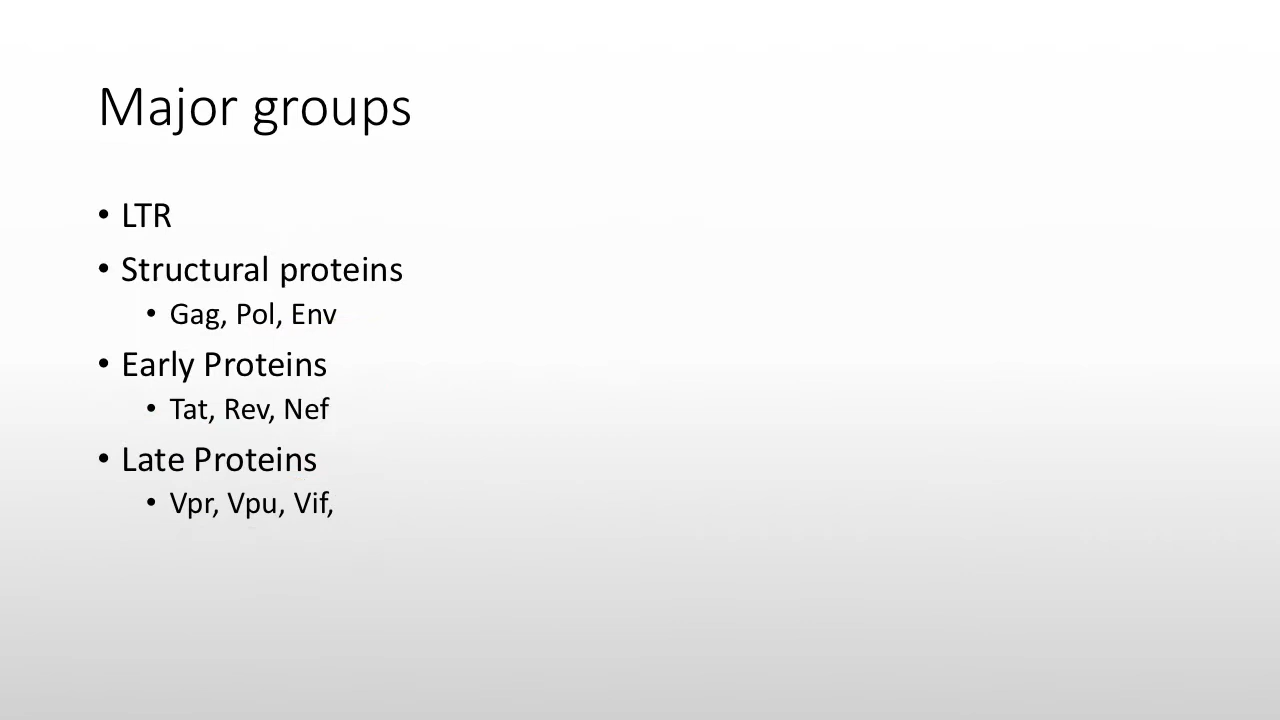 Major groups
• LTR
• Structural proteins
• Gag, Pol, Env
• Early Proteins
• Tat, Rev, Nef
• Late Proteins
• Vpr, Vpu, Vif,